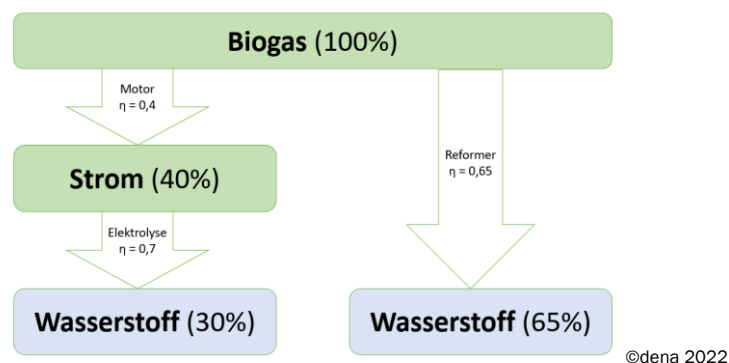 Biogas (100%)
Motor
η = 0,4
Reformer
η = 0,65
Strom (40%)
Elektrolyse
η = 0,7
Wasserstoff (30%)
Wasserstoff (65%)
©dena 2022